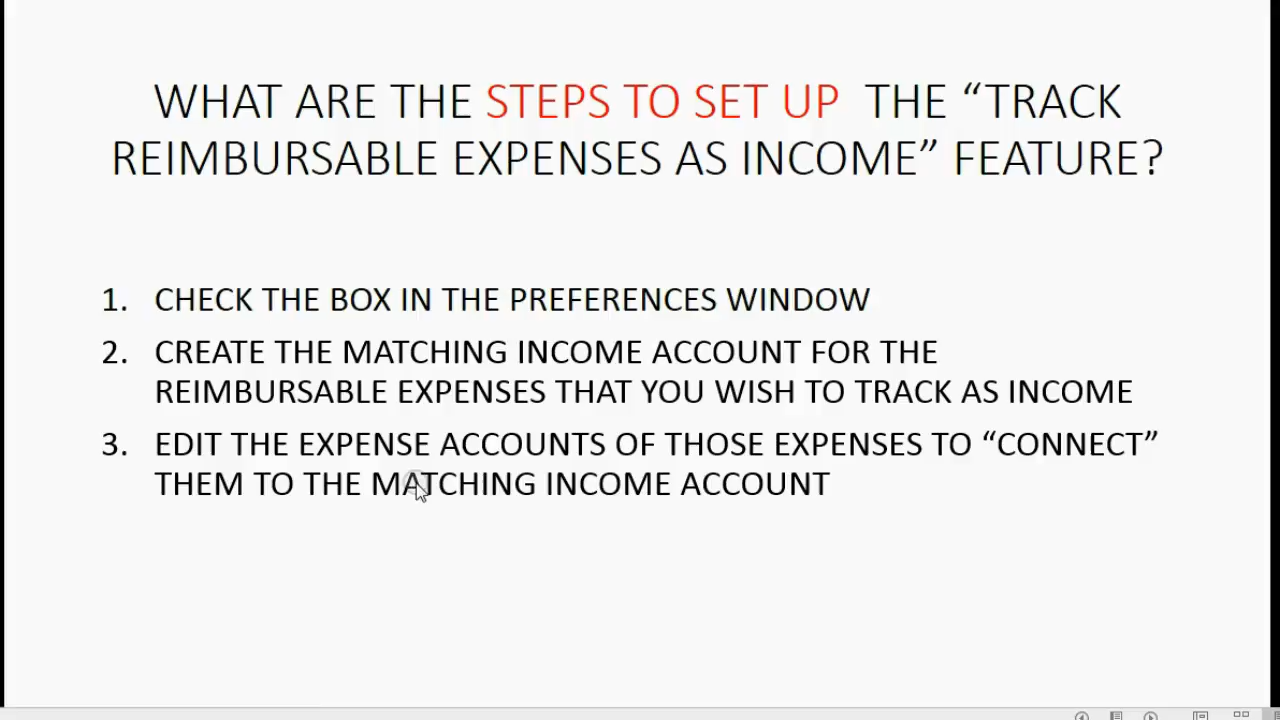 WHAT ARE THE STEPS TO SET UP THE “TRACK
REIMBURSABLE EXPENSES AS INCOME” FEATURE?
1. CHECK THE BOX IN THE PREFERENCES WINDOW
2. CREATE THE MATCHING INCOME ACCOUNT FOR THE
REIMBURSABLE EXPENSES THAT YOU WISH TO TRACK AS INCOME
3. EDIT THE EXPENSE ACCOUNTS OF THOSE EXPENSES TO “CONNECT”
THEM TO THE MATCHING INCOME ACCOUNT